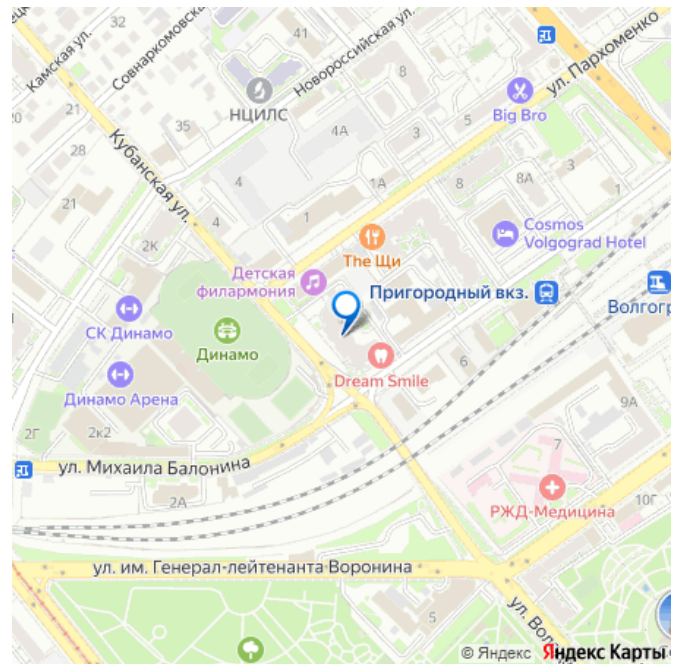 Камская ул.
Совнаркомовская
Новороссийская ул.
ул. Пархоменко
32
41
21
20
28
35
НЦИЛС
8
4А
3
5
Big Bro
Кубанская ул.
21
4
4
1
1А
8
8А
3
1
2К
The Щи
Cosmos
Volgograd Hotel
Детская
филармония
Пригородный вкз.
Волгогр
СК Динамо
Динамо
Dream Smile
6
Динамо Арена
9А
2Г
2к2
7
ул. Михаила Балонина
2А
РЖД-Медицина
10Г
ул. им. Генерал-лейтенанта Воронина
5
ул. Вол
© Яндекс Яндекс Карты